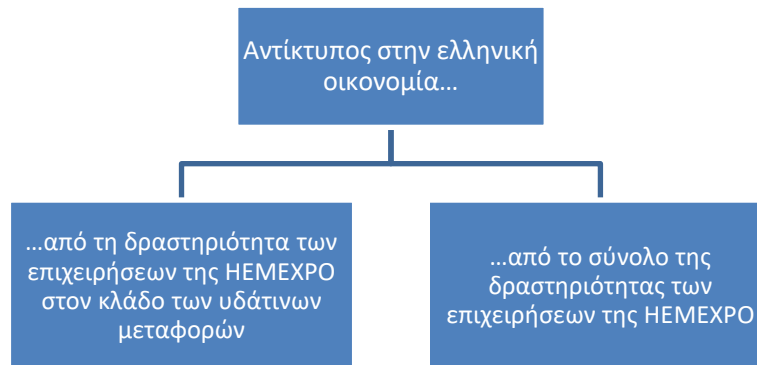 Αντίκτυπος στην ελληνική
οικονομία…
…από τη δραστηριότητα των
επιχειρήσεων της HEMEXPO
στον κλάδο των υδάτινων
μεταφορών
…από το σύνολο της
δραστηριότητας των
επιχειρήσεων της HEMEXPO